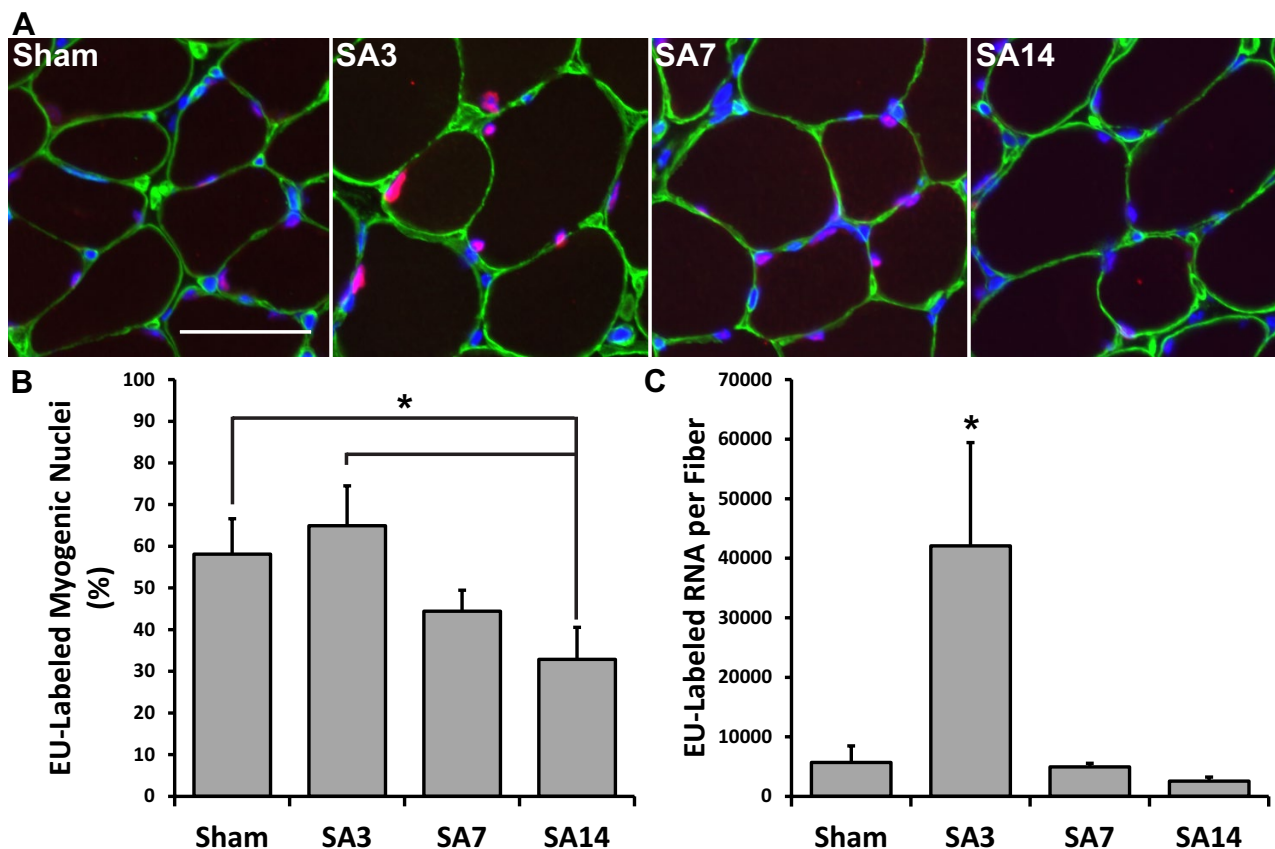 A
Sham
SA3
SA7
SA14
B
EU-Labeled Myogenic Nuclei
(%)
100
90
80
70
60
50
40
30
20
10
0
*
Sham
SA3
SA7
SA14
C
EU-Labeled RNA per Fiber
70000
60000
50000
40000
30000
20000
10000
0
*
Sham
SA3
SA7
SA14